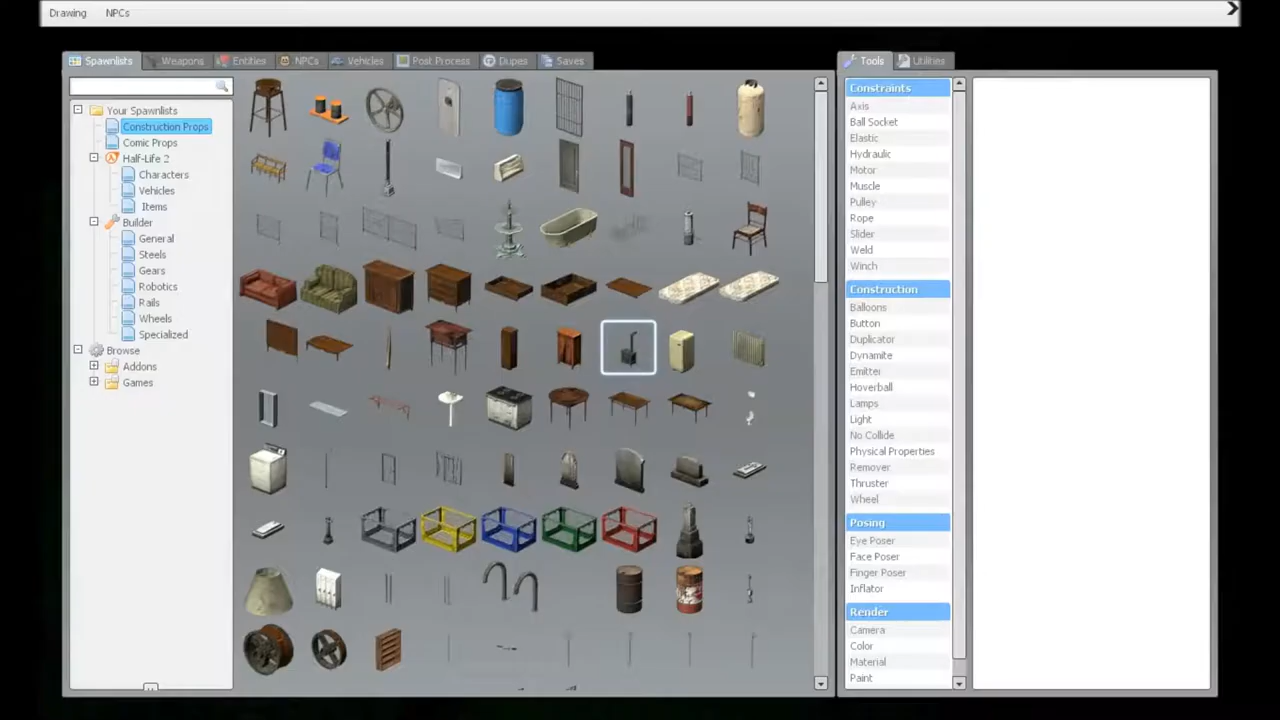 Drawing NPCs
Spawnlists Weapons Entities NPCs Vehicles Post Process Dupes Saves
Your Spawnlists
Construction Props
Comic Props
Half-Life 2
Characters
Vehicles
Items
Builder
General
Steels
Gears
Robotics
Rails
Wheels
Specialized
Browse
Addons
Games
Tools Utilities
Constraints
Axis
Ball Socket
Elastic
Hydraulic
Motor
Muscle
Pulley
Rope
Slider
Weld
Winch
Construction
Balloons
Button
Duplicator
Dynamite
Emitter
Hoverball
Lamps
Light
No Collide
Physical Properties
Remover
Thruster
Wheel
Posing
Eye Poser
Face Poser
Finger Poser
Inflator
Render
Camera
Color
Material
Paint